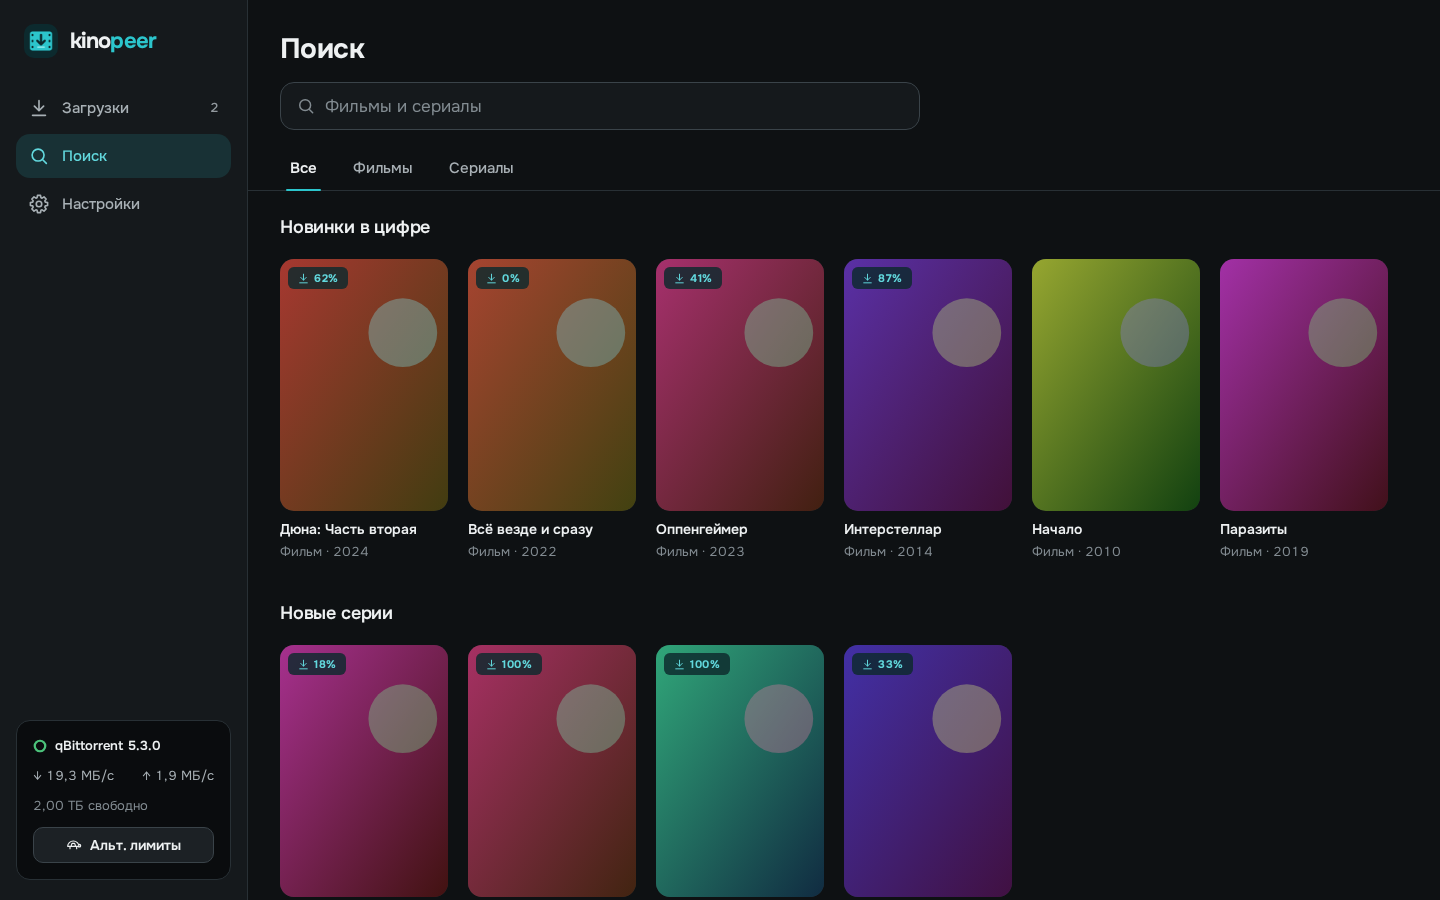 kinopeer
Загрузки 2
Поиск
Настройки
qBittorrent 5.3.0
↓ 19,3 МБ/с ↑ 1,9 МБ/с
2,00 ТБ свободно
Альт. лимиты
Поиск
Фильмы и сериалы
Все Фильмы Сериалы
Новинки в цифре
62% 0% 41% 87%
Дюна: Часть вторая Всё везде и сразу Оппенгеймер Интерстеллар Начало Паразиты
Фильм · 2024 Фильм · 2022 Фильм · 2023 Фильм · 2014 Фильм · 2010 Фильм · 2019
Новые серии
18% 100% 100% 33%